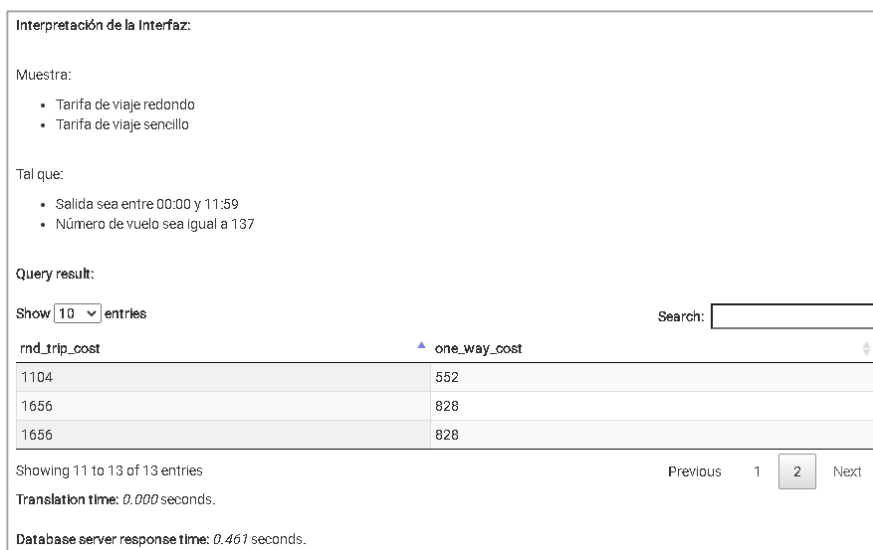 Interpretación de la Interfaz:
Muestra:
• Tarifa de viaje redondo
• Tarifa de viaje sencillo
Tal que:
• Salida sea entre 00:00 y 11:59
• Número de vuelo sea igual a 137
Query result:
Show 10 entries Search:
rnd_trip_cost one_way_cost
1104 552
1656 828
1656 828
Showing 11 to 13 of 13 entries Previous 1 2 Next
Translation time: 0.000 seconds.
Database server response time: 0.461 seconds.